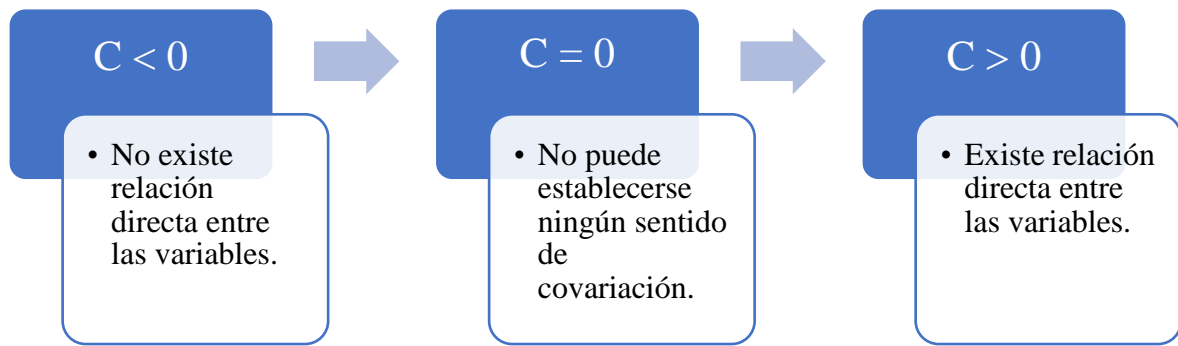 C < 0
• No existe
relación
directa entre
las variables.
C = 0
• No puede
establecerse
ningún sentido
de
covariación.
C > 0
• Existe relación
directa entre
las variables.